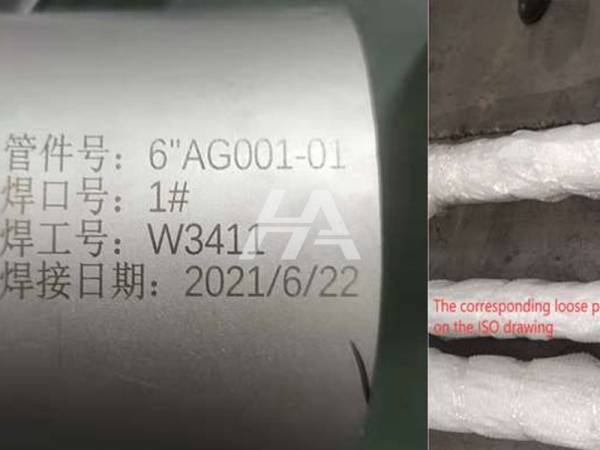 管件号：6"AG001-01
焊口号：1#
焊工号：W3411
焊接日期：2021/6/22
HA
The corresponding loose p
on the ISO drawing